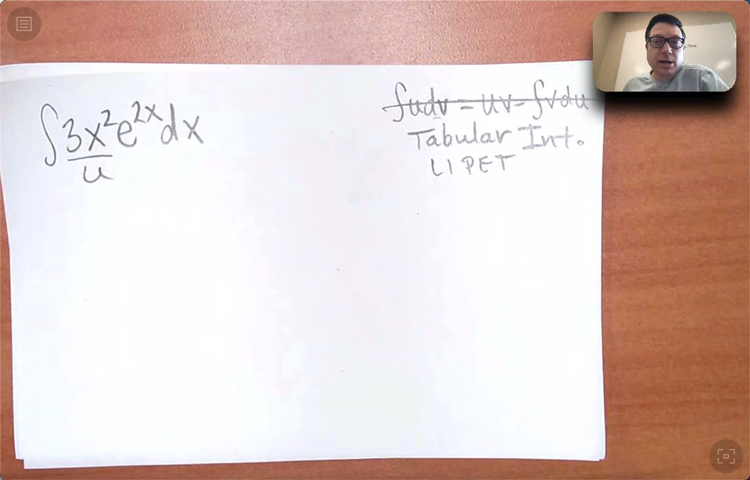 ∫3x²e²ˣdx
u
∫udv = uv - ∫vdu
Tabular Int.
LIPET